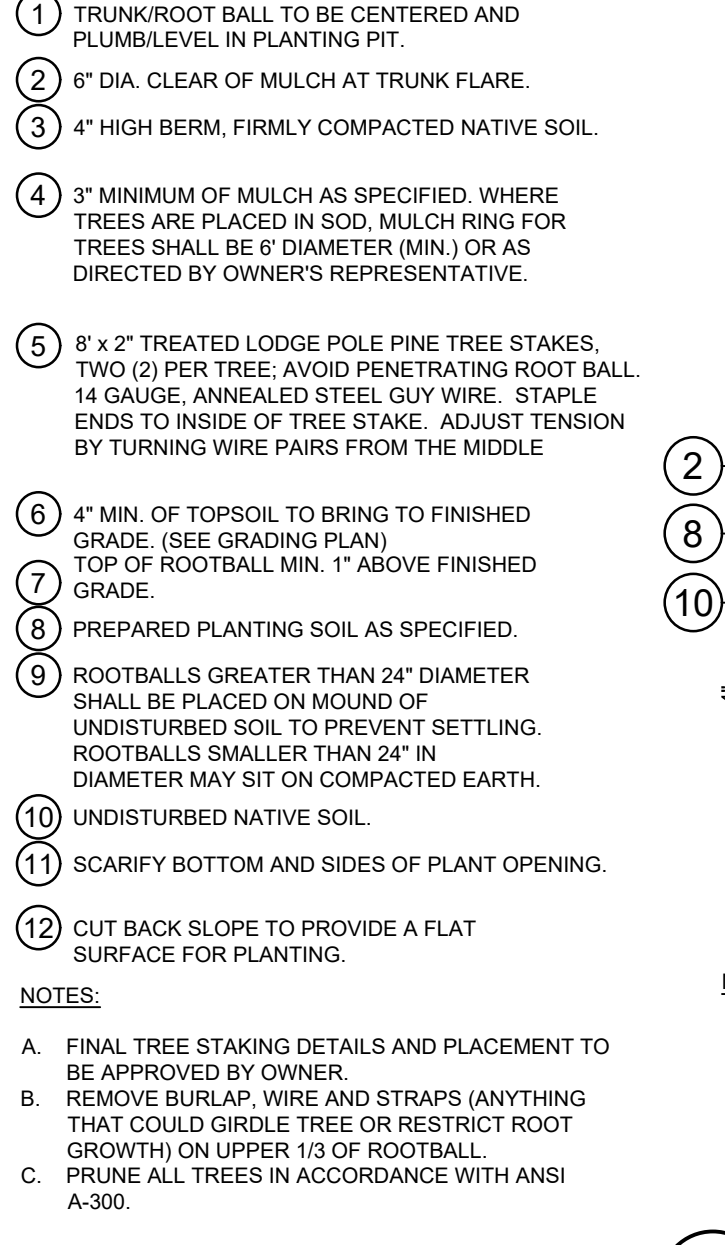 1 TRUNK/ROOT BALL TO BE CENTERED AND
PLUMB/LEVEL IN PLANTING PIT.
2 6" DIA. CLEAR OF MULCH AT TRUNK FLARE.
3 4" HIGH BERM, FIRMLY COMPACTED NATIVE SOIL.
4 3" MINIMUM OF MULCH AS SPECIFIED. WHERE
TREES ARE PLACED IN SOD, MULCH RING FOR
TREES SHALL BE 6' DIAMETER (MIN.) OR AS
DIRECTED BY OWNER'S REPRESENTATIVE.
5 8' x 2" TREATED LODGE POLE PINE TREE STAKES,
TWO (2) PER TREE; AVOID PENETRATING ROOT BALL.
14 GAUGE, ANNEALED STEEL GUY WIRE. STAPLE
ENDS TO INSIDE OF TREE STAKE. ADJUST TENSION
BY TURNING WIRE PAIRS FROM THE MIDDLE
6 4" MIN. OF TOPSOIL TO BRING TO FINISHED
GRADE. (SEE GRADING PLAN)
7 TOP OF ROOTBALL MIN. 1" ABOVE FINISHED
GRADE.
8 PREPARED PLANTING SOIL AS SPECIFIED.
9 ROOTBALLS GREATER THAN 24" DIAMETER
SHALL BE PLACED ON MOUND OF
UNDISTURBED SOIL TO PREVENT SETTLING.
ROOTBALLS SMALLER THAN 24" IN
DIAMETER MAY SIT ON COMPACTED EARTH.
10 UNDISTURBED NATIVE SOIL.
11 SCARIFY BOTTOM AND SIDES OF PLANT OPENING.
12 CUT BACK SLOPE TO PROVIDE A FLAT
SURFACE FOR PLANTING.
NOTES:
A. FINAL TREE STAKING DETAILS AND PLACEMENT TO
BE APPROVED BY OWNER.
B. REMOVE BURLAP, WIRE AND STRAPS (ANYTHING
THAT COULD GIRDLE TREE OR RESTRICT ROOT
GROWTH) ON UPPER 1/3 OF ROOTBALL.
C. PRUNE ALL TREES IN ACCORDANCE WITH ANSI
A-300.
2
8
10